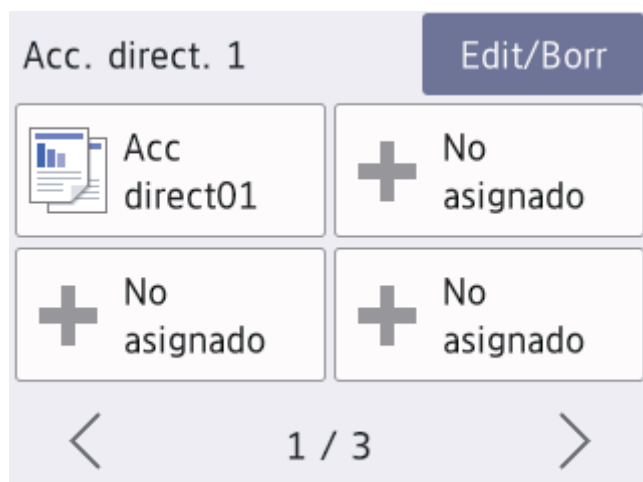 Acc. direct. 1
Edit/Borr
Acc
direct01
No
asignado
No
asignado
No
asignado
1 / 3